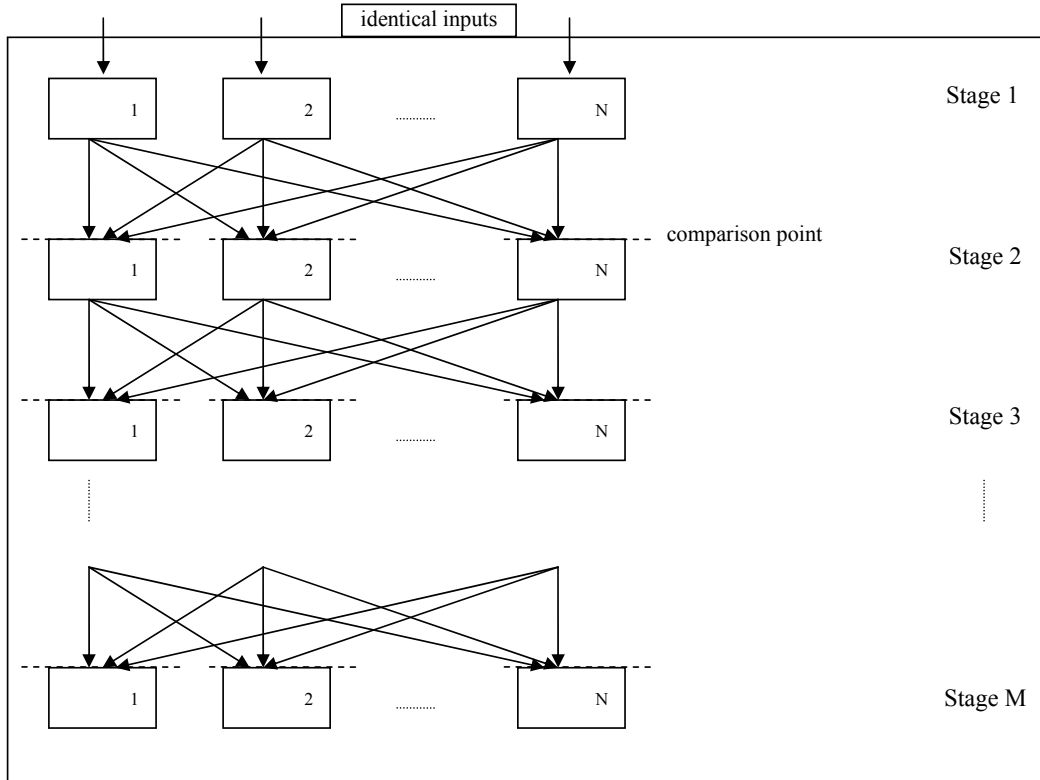 identical inputs
1 2 ............ N Stage 1
comparison point
1 2 ............ N Stage 2
1 2 ............ N Stage 3
1 2 ............ N Stage M